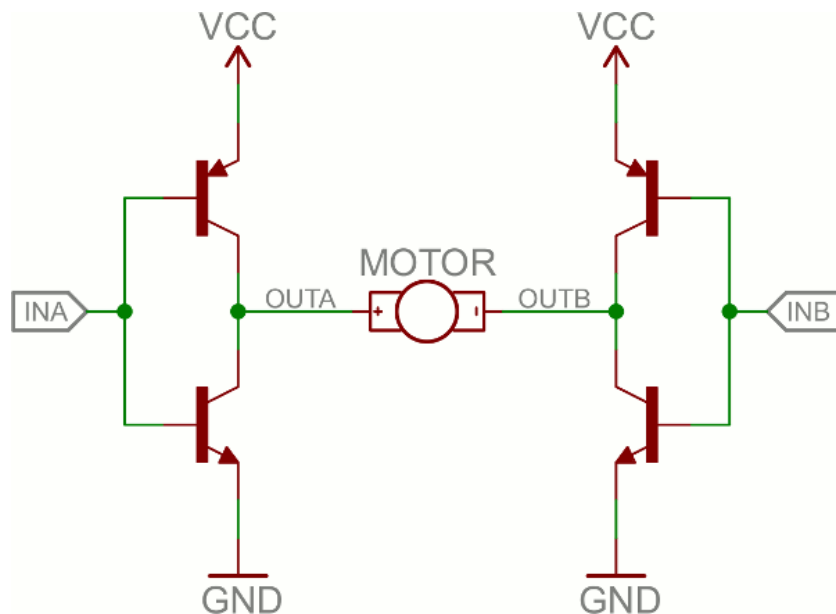 VCC
VCC
MOTOR
INA
OUTA
+
-
OUTB
INB
GND
GND